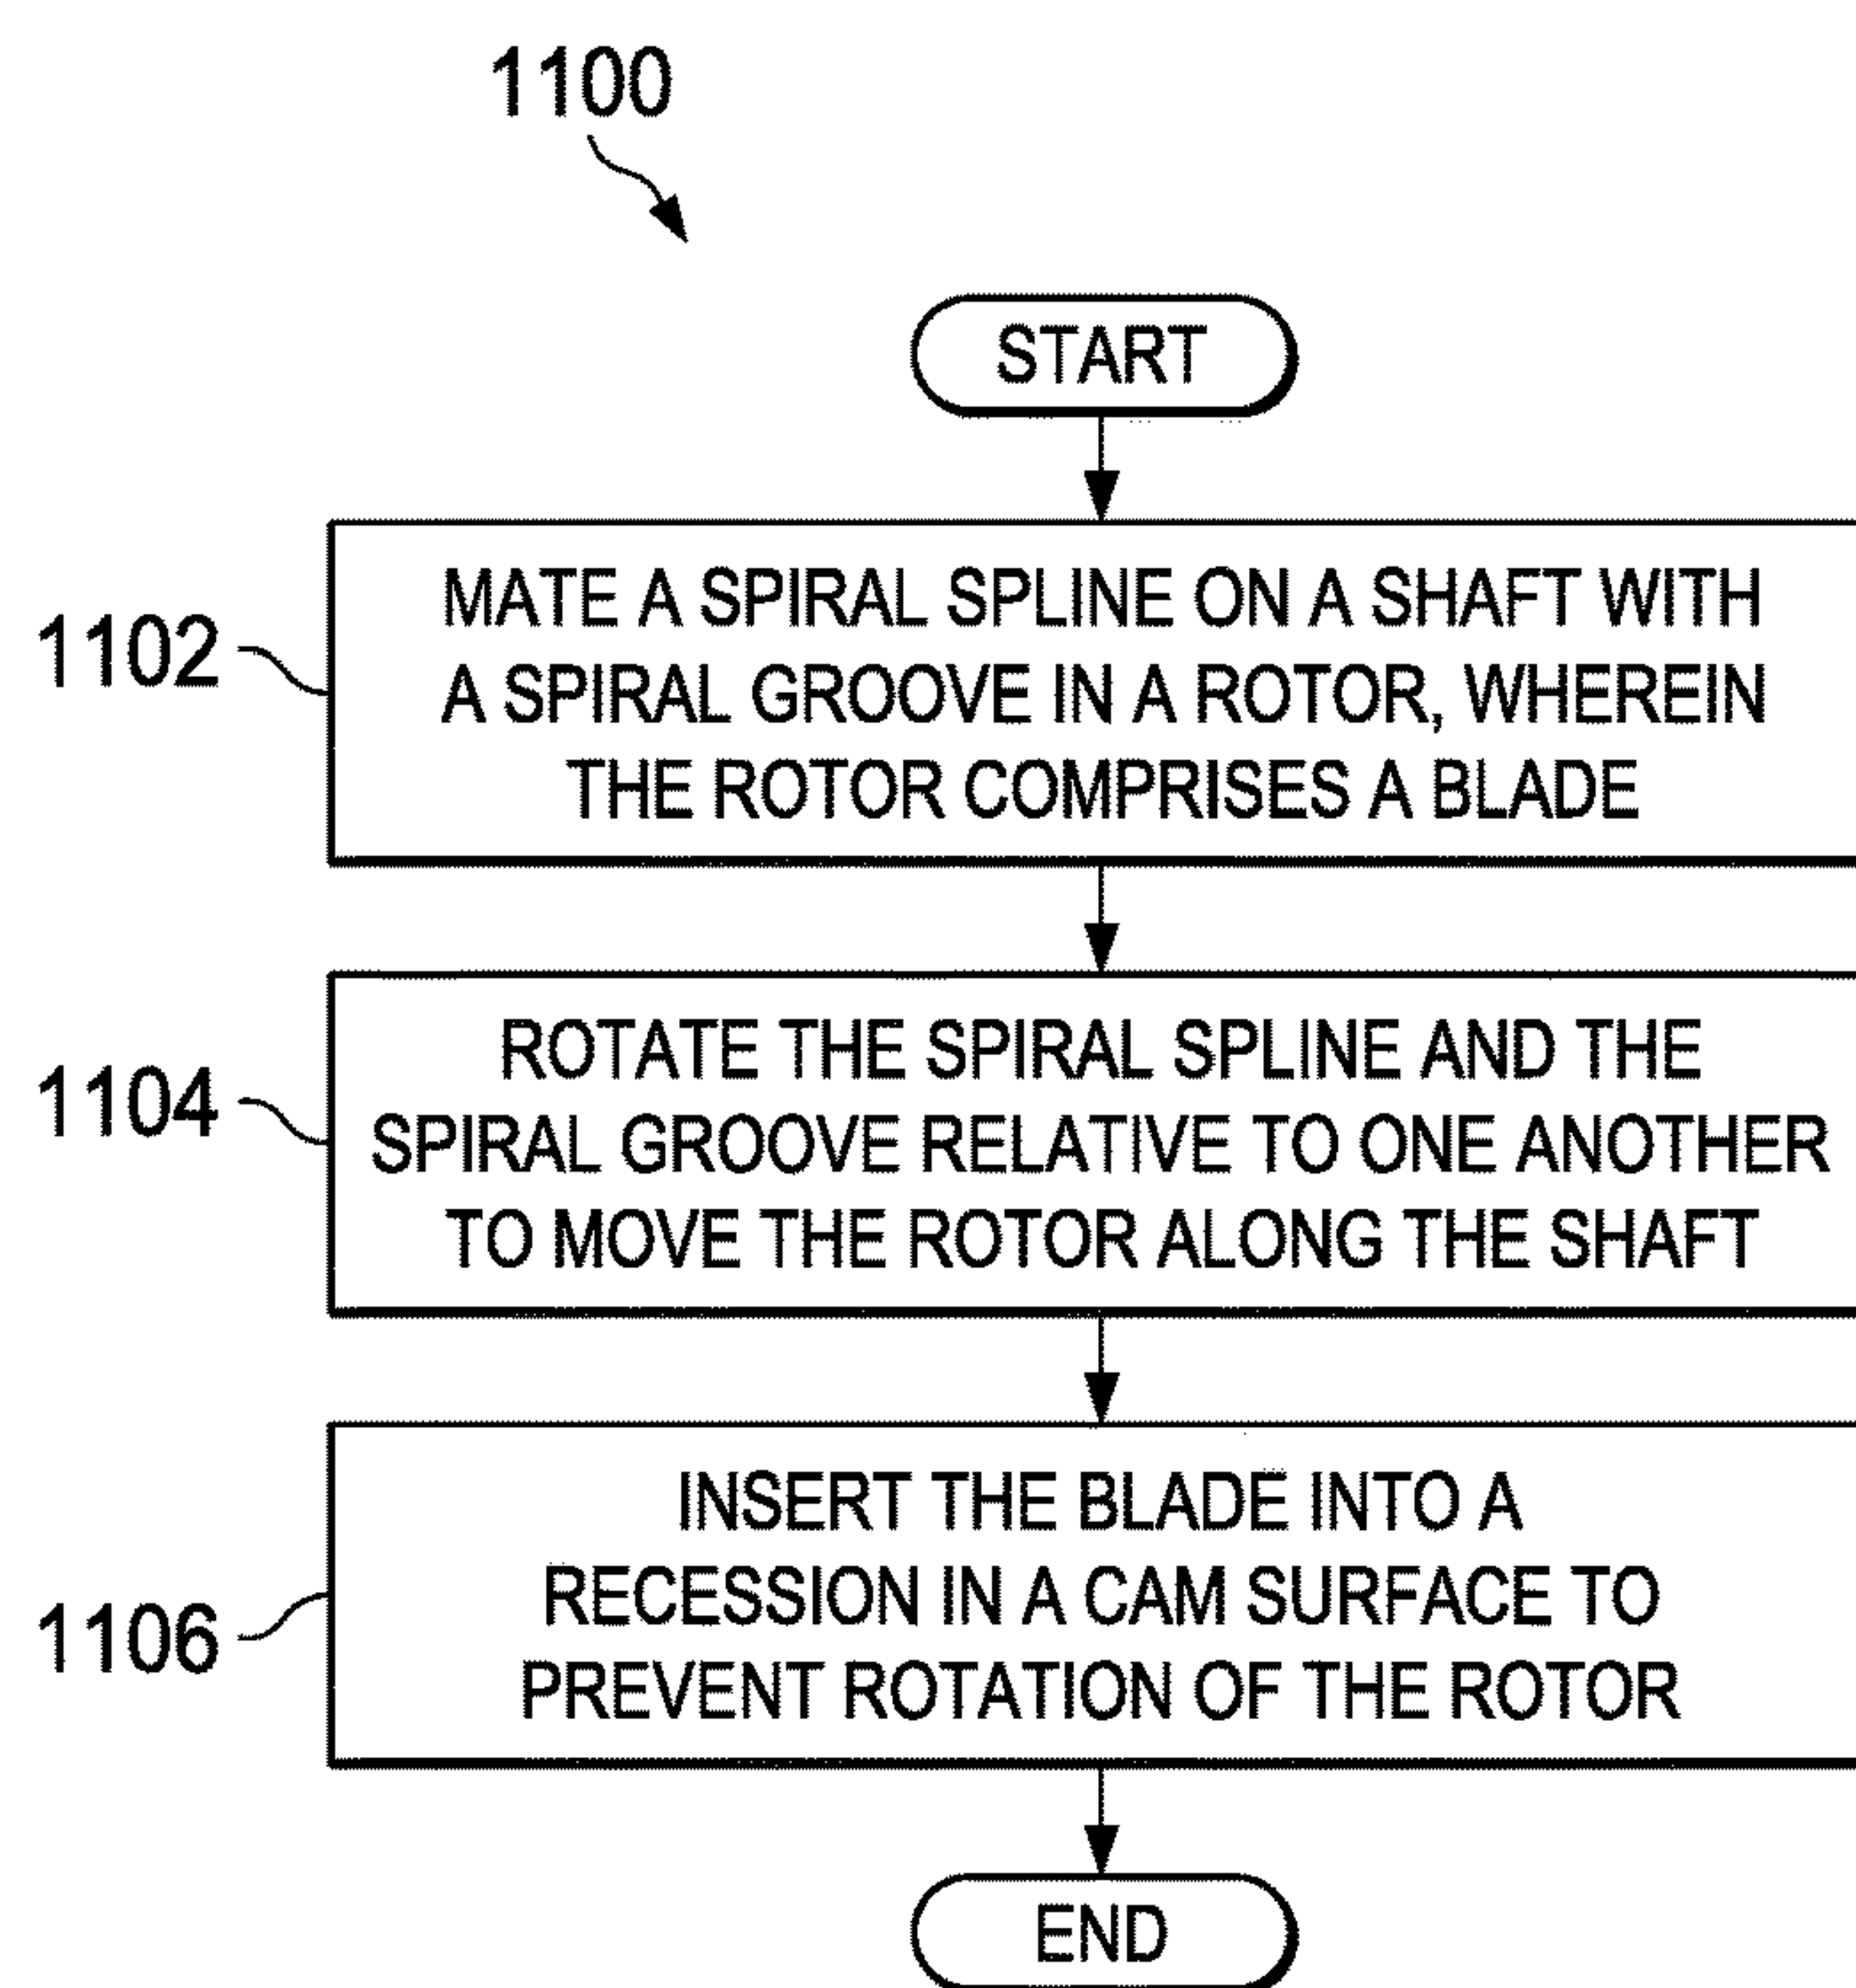 1100
START
1102
MATE A SPIRAL SPLINE ON A SHAFT WITH
A SPIRAL GROOVE IN A ROTOR, WHEREIN
THE ROTOR COMPRISES A BLADE
1104
ROTATE THE SPIRAL SPLINE AND THE
SPIRAL GROOVE RELATIVE TO ONE ANOTHER
TO MOVE THE ROTOR ALONG THE SHAFT
1106
INSERT THE BLADE INTO A
RECESSION IN A CAM SURFACE TO
PREVENT ROTATION OF THE ROTOR
END